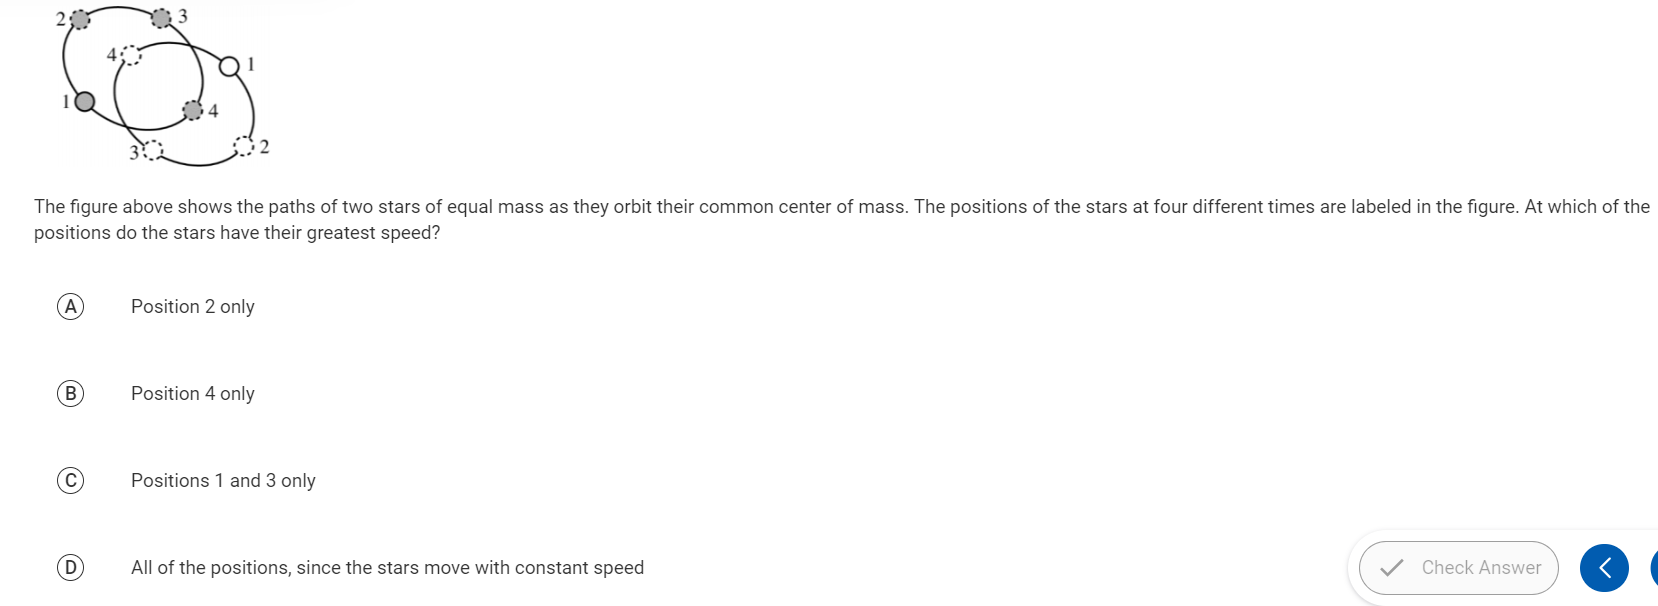 2 3
4 1
1 4
3 2
The figure above shows the paths of two stars of equal mass as they orbit their common center of mass. The positions of the stars at four different times are labeled in the figure. At which of the
positions do the stars have their greatest speed?
A Position 2 only
B Position 4 only
C Positions 1 and 3 only
D All of the positions, since the stars move with constant speed
Check Answer